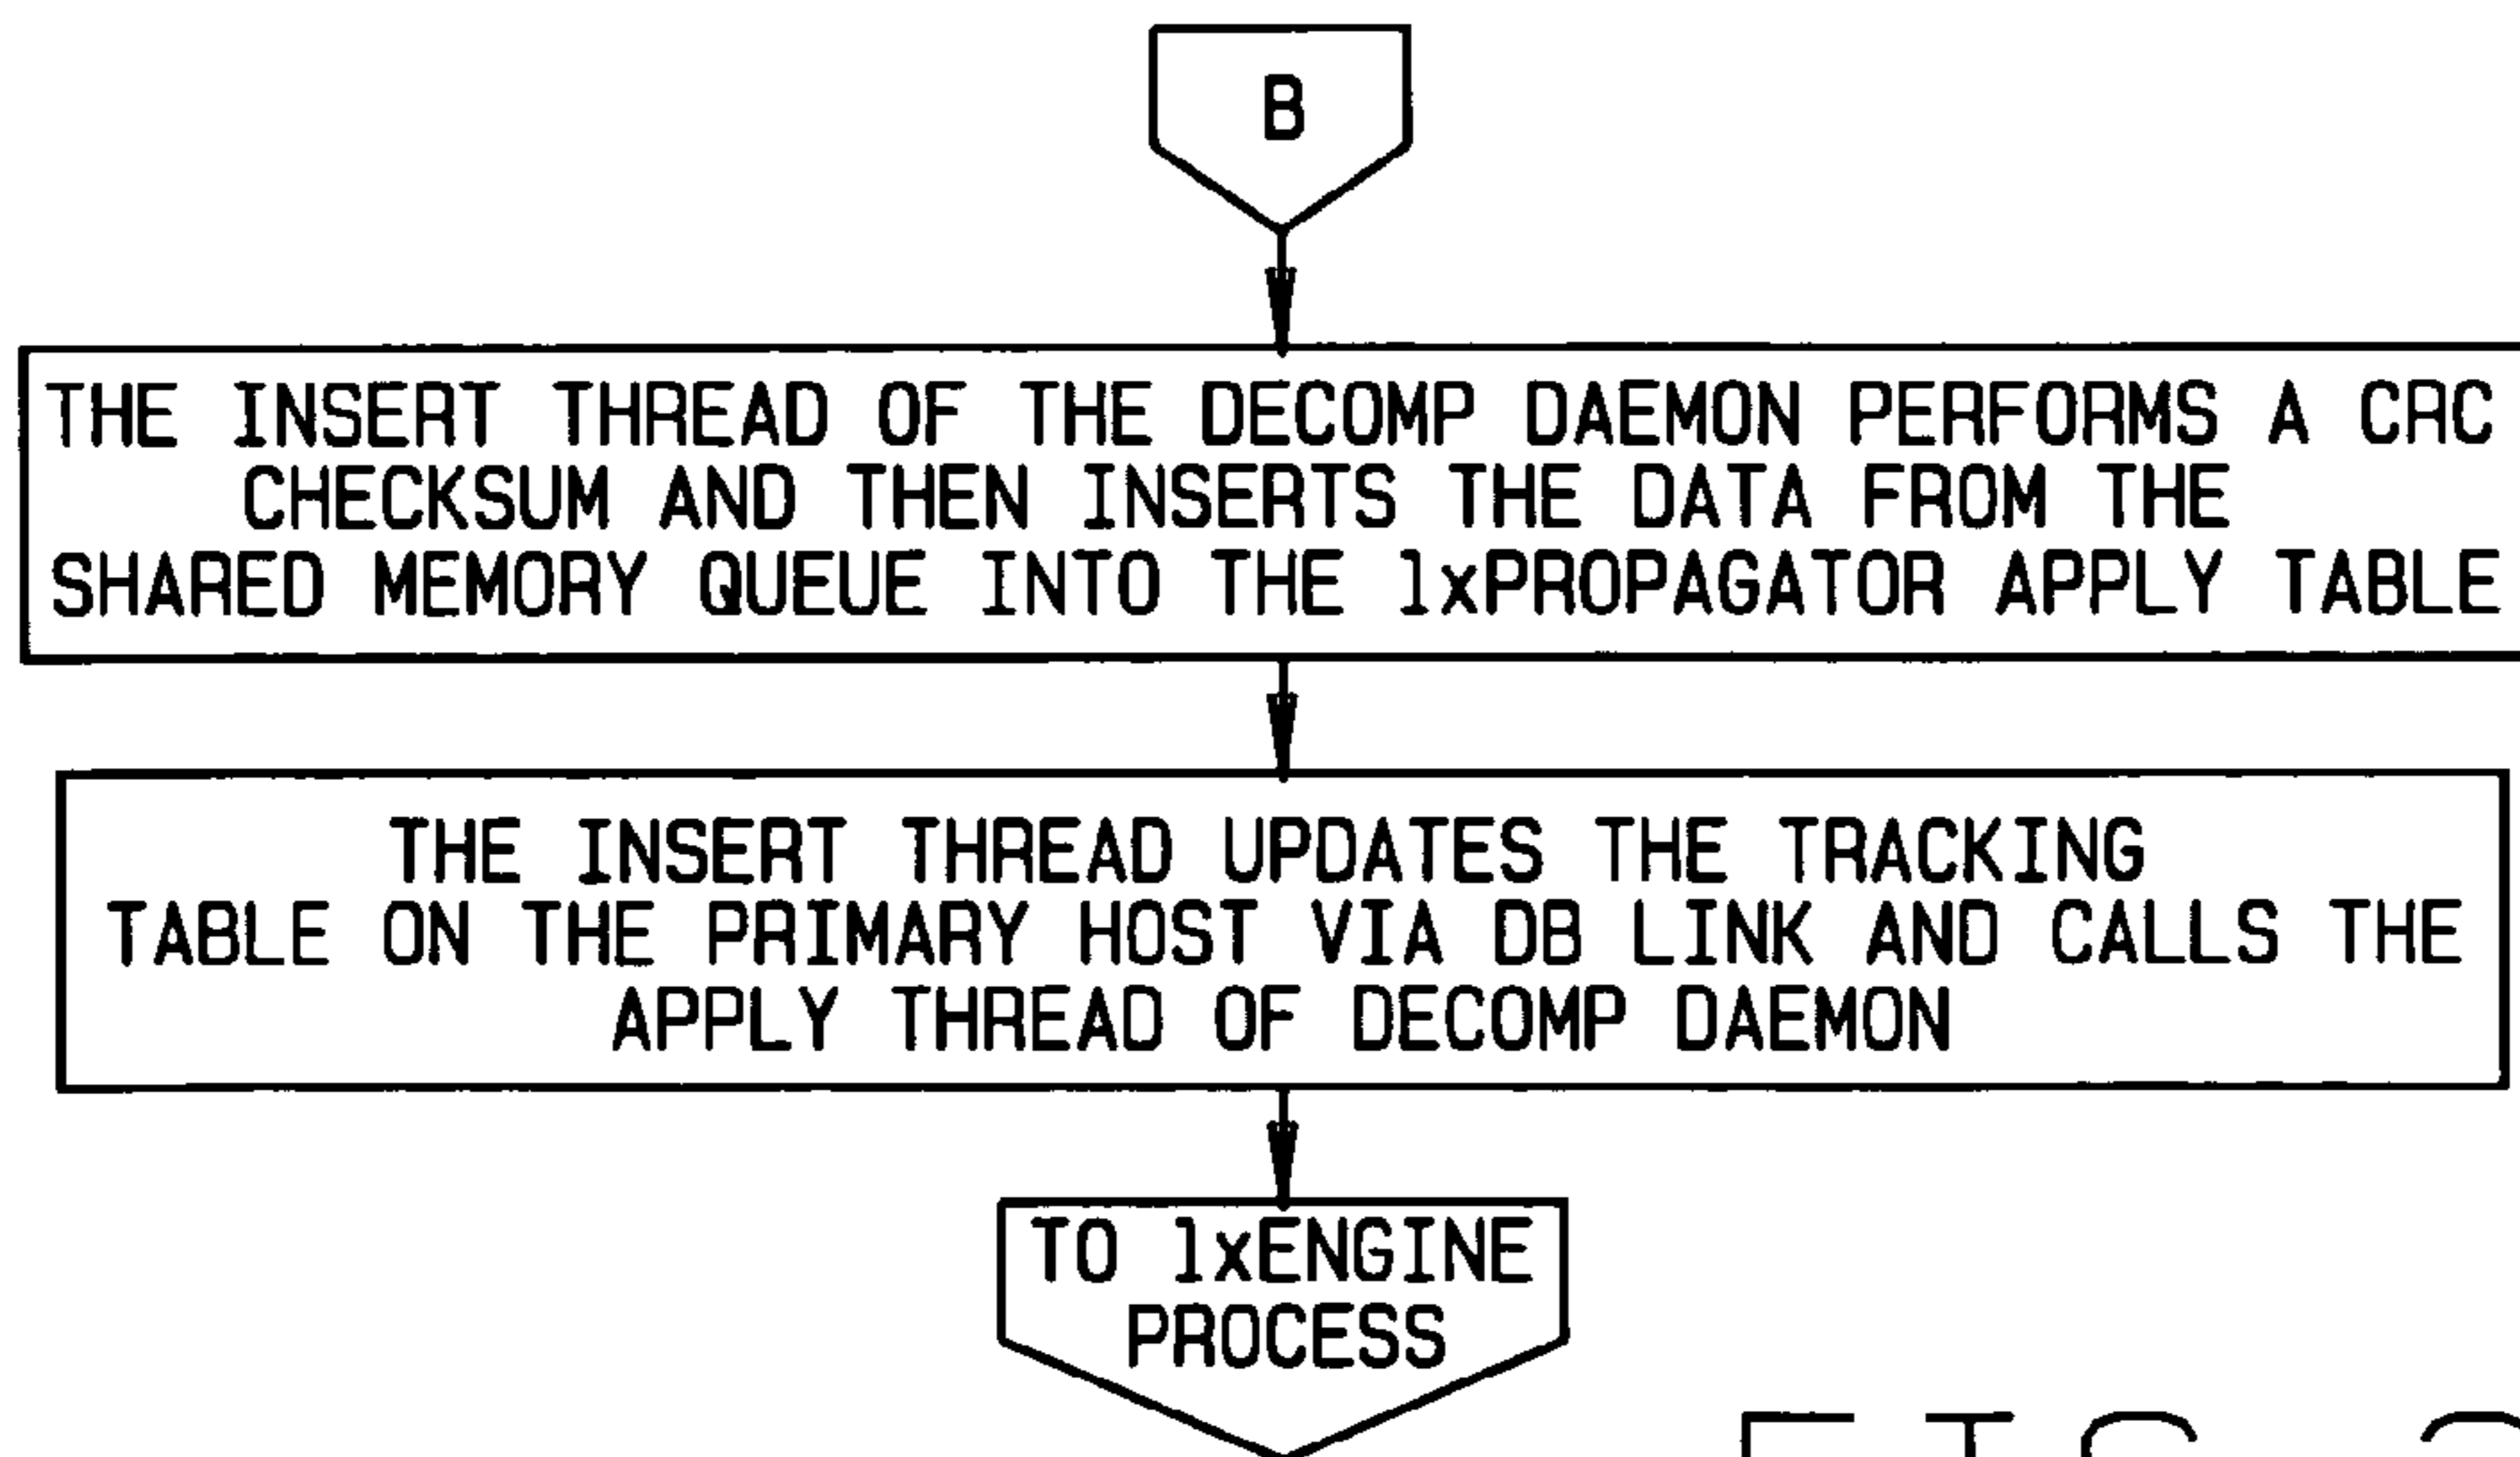 B
THE INSERT THREAD OF THE DECOMP DAEMON PERFORMS A CRC
CHECKSUM AND THEN INSERTS THE DATA FROM THE
SHARED MEMORY QUEUE INTO THE lxPROPAGATOR APPLY TABLE
THE INSERT THREAD UPDATES THE TRACKING
TABLE ON THE PRIMARY HOST VIA DB LINK AND CALLS THE
APPLY THREAD OF DECOMP DAEMON
TO lxENGINE
PROCESS